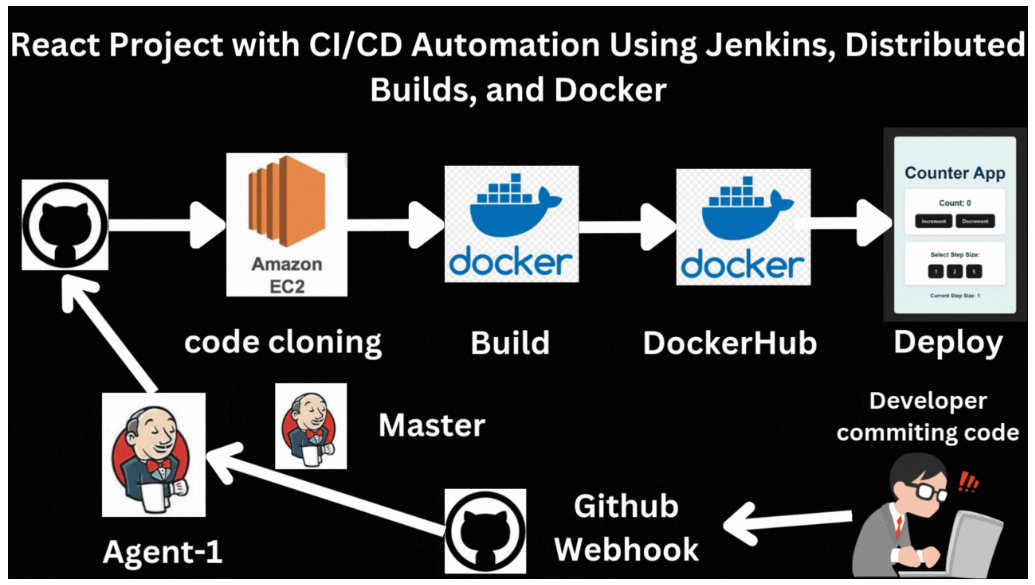 React Project with CI/CD Automation Using Jenkins, Distributed
Builds, and Docker
Amazon
EC2
docker
docker
Counter App
Count: 0
Increment
Decrement
Select Step Size:
1
2
5
Current Step Size: 1
code cloning
Build
DockerHub
Deploy
Master
Developer
commiting code
Agent-1
Github
Webhook